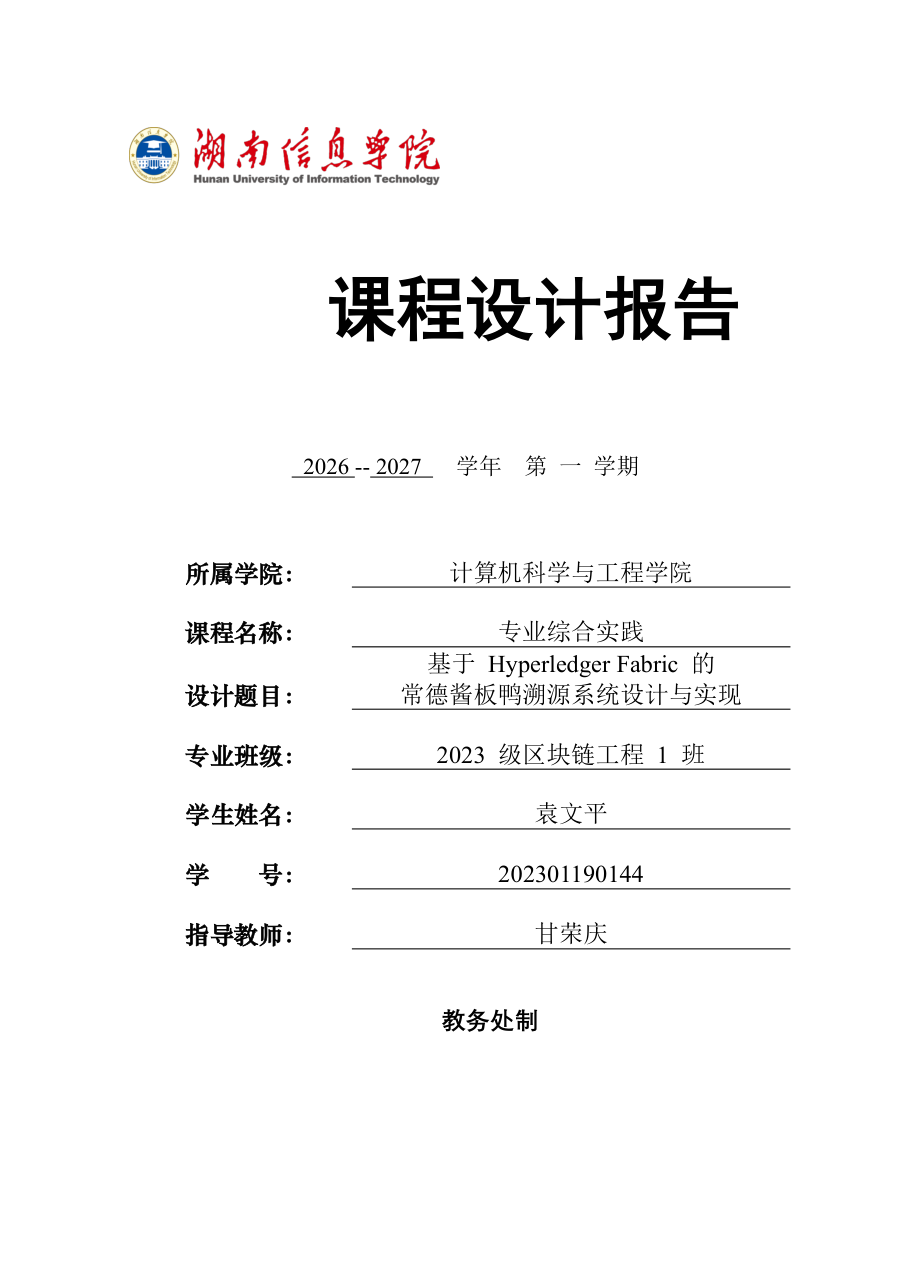 湖南信息学院
Hunan University of Information Technology
课程设计报告
2026 -- 2027 学年 第 一 学期
所属学院： 计算机科学与工程学院
课程名称： 专业综合实践
基于 Hyperledger Fabric 的
设计题目： 常德酱板鸭溯源系统设计与实现
专业班级： 2023 级区块链工程 1 班
学生姓名： 袁文平
学 号： 202301190144
指导教师： 甘荣庆
教务处制